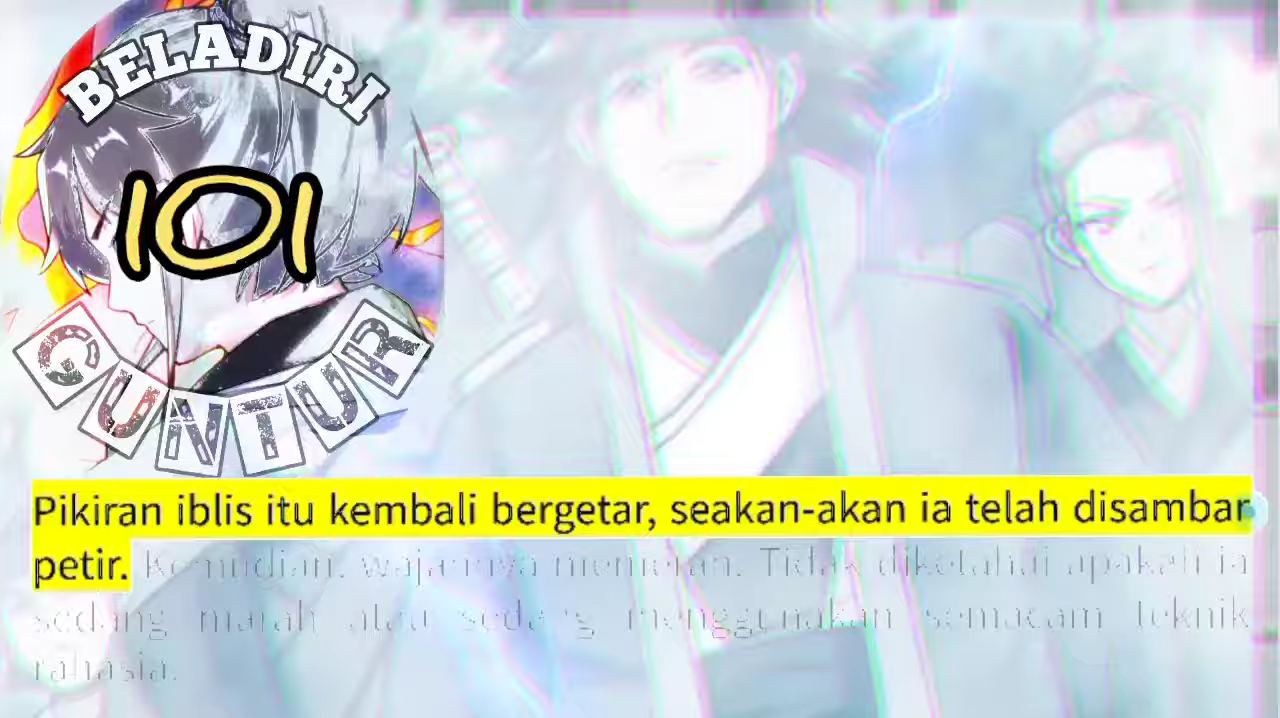 BELADIRI
101
GUNTUR
Pikiran iblis itu kembali bergetar, seakan-akan ia telah disambar
petir. Kemudian, wajahnya memerah. Tidak diketahui apakah ia
sedang marah atau sedang menggunakan semacam teknik
rahasia.